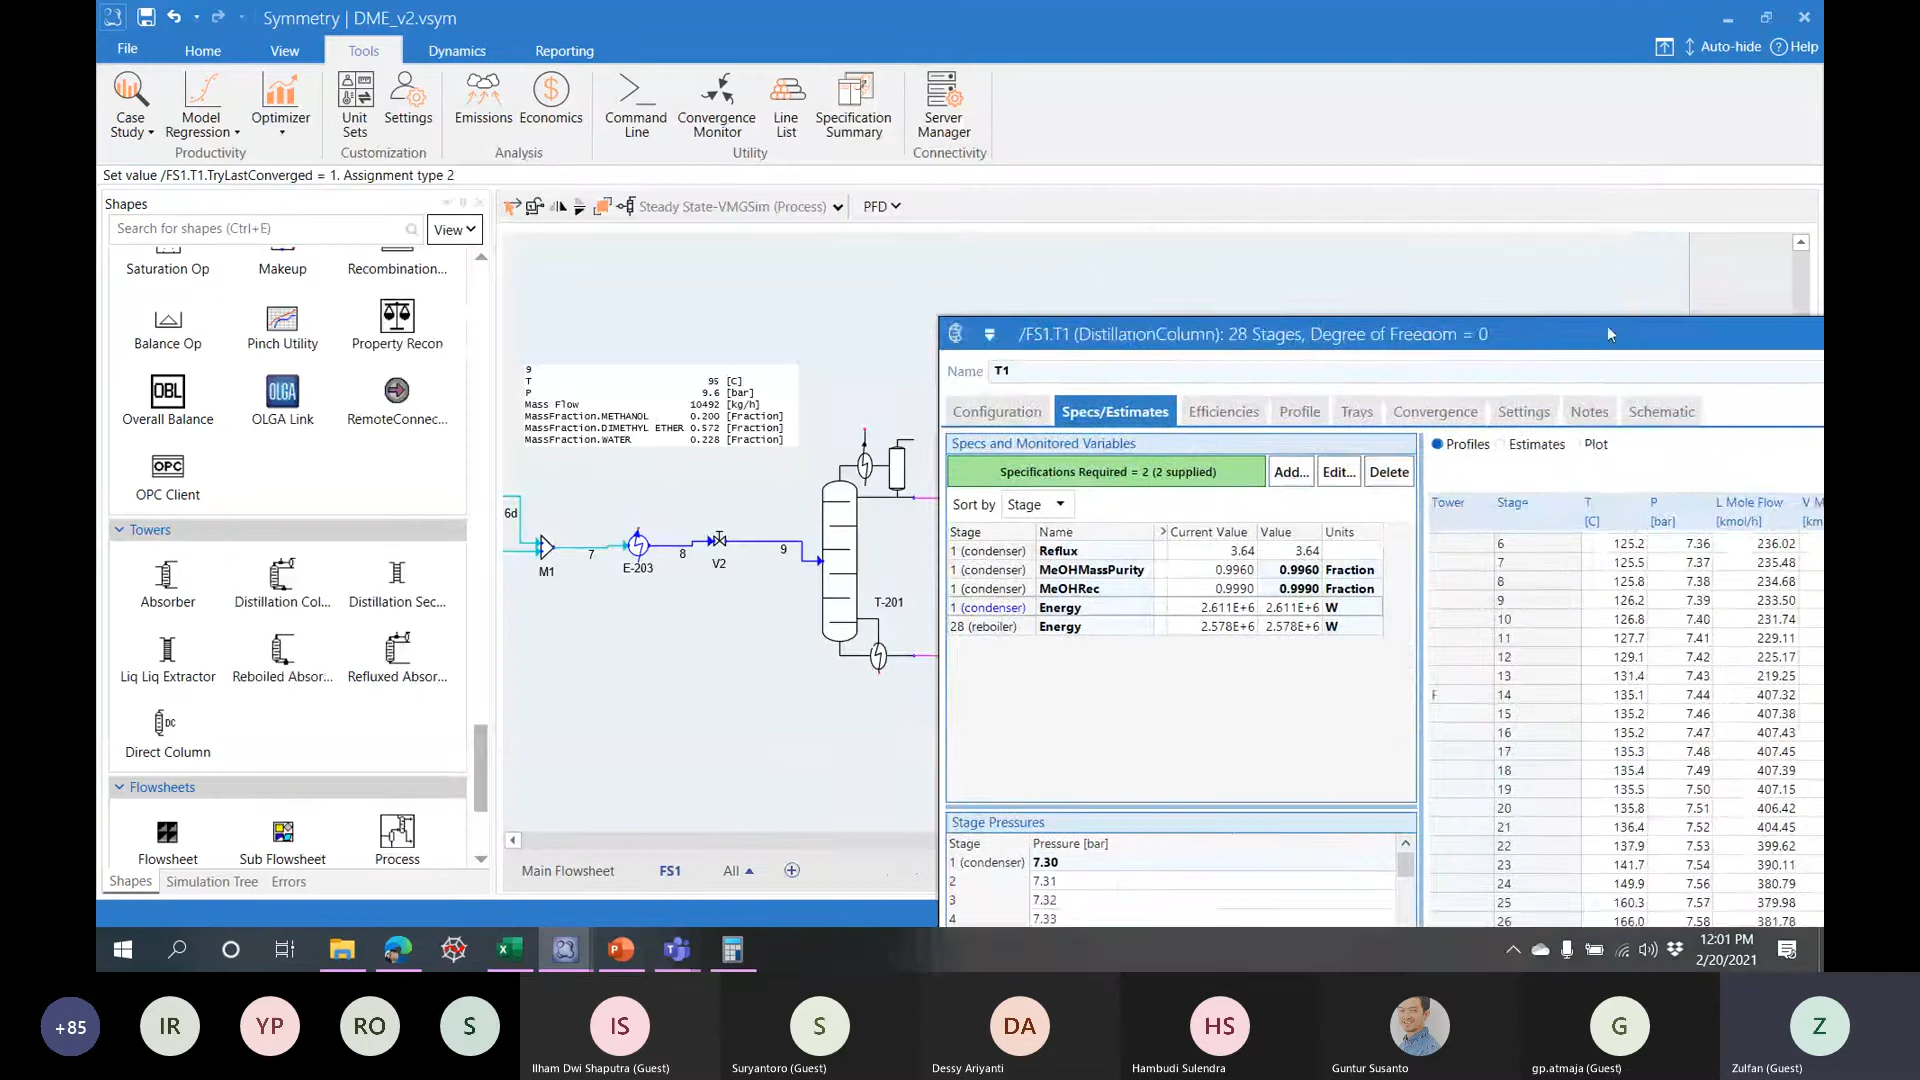 Symmetry | DME_v2.vsym
File Home View Tools Dynamics Reporting
Auto-hide Help
Case Study
Model Regression
Optimizer
Productivity
Unit Sets
Settings
Customization
Emissions
Economics
Analysis
Command Line
Convergence Monitor
Line List
Specification Summary
Utility
Server Manager
Connectivity
Set value /FS1.T1.TryLastConverged = 1. Assignment type 2
Shapes
Search for shapes (Ctrl+E)
View
Saturation Op Makeup Recombination...
Balance Op Pinch Utility Property Recon
OBL OLGA
Overall Balance OLGA Link RemoteConnec...
OPC
OPC Client
Towers
Absorber Distillation Col... Distillation Sec...
Liq Liq Extractor Reboiled Absor... Refluxed Absor...
DC
Direct Column
Flowsheets
Flowsheet Sub Flowsheet Process
Shapes Simulation Tree Errors
Steady State-VMGSim (Process) PFD
9
T 95 [C]
P 9.6 [bar]
Mass Flow 10492 [kg/h]
MassFraction.METHANOL 0.200 [Fraction]
MassFraction.DIMETHYL ETHER 0.572 [Fraction]
MassFraction.WATER 0.228 [Fraction]
6d
M1
7
E-203
8
V2
9
T-201
Main Flowsheet FS1 All
/FS1.T1 (DistillationColumn): 28 Stages, Degree of Freedom = 0
Name T1
Configuration Specs/Estimates Efficiencies Profile Trays Convergence Settings Notes Schematic
Specs and Monitored Variables
Specifications Required = 2 (2 supplied) Add... Edit... Delete
Sort by Stage
Stage Name > Current Value Value Units
1 (condenser) Reflux 3.64 3.64
1 (condenser) MeOHMassPurity 0.9960 0.9960 Fraction
1 (condenser) MeOHRec 0.9990 0.9990 Fraction
1 (condenser) Energy 2.611E+6 2.611E+6 W
28 (reboiler) Energy 2.578E+6 2.578E+6 W
Stage Pressures
Stage Pressure [bar]
1 (condenser) 7.30
2 7.31
3 7.32
4 7.33
Profiles Estimates Plot
Tower Stage T P L Mole Flow V M
[C] [bar] [kmol/h] [km
6 125.2 7.36 236.02
7 125.5 7.37 235.48
8 125.8 7.38 234.68
9 126.2 7.39 233.50
10 126.8 7.40 231.74
11 127.7 7.41 229.11
12 129.1 7.42 225.17
13 131.4 7.43 219.25
F 14 135.1 7.44 407.32
15 135.2 7.46 407.38
16 135.2 7.47 407.43
17 135.3 7.48 407.45
18 135.4 7.49 407.39
19 135.5 7.50 407.15
20 135.8 7.51 406.42
21 136.4 7.52 404.45
22 137.9 7.53 399.62
23 141.7 7.54 390.11
24 149.9 7.56 380.79
25 160.3 7.57 379.98
26 166.0 7.58 381.78
12:01 PM
2/20/2021
+85 IR YP RO S IS S DA HS G Z
Ilham Dwi Shaputra (Guest) Suryantoro (Guest) Dessy Ariyanti Hambudi Sulendra Guntur Susanto gp.atmaja (Guest) Zulfan (Guest)